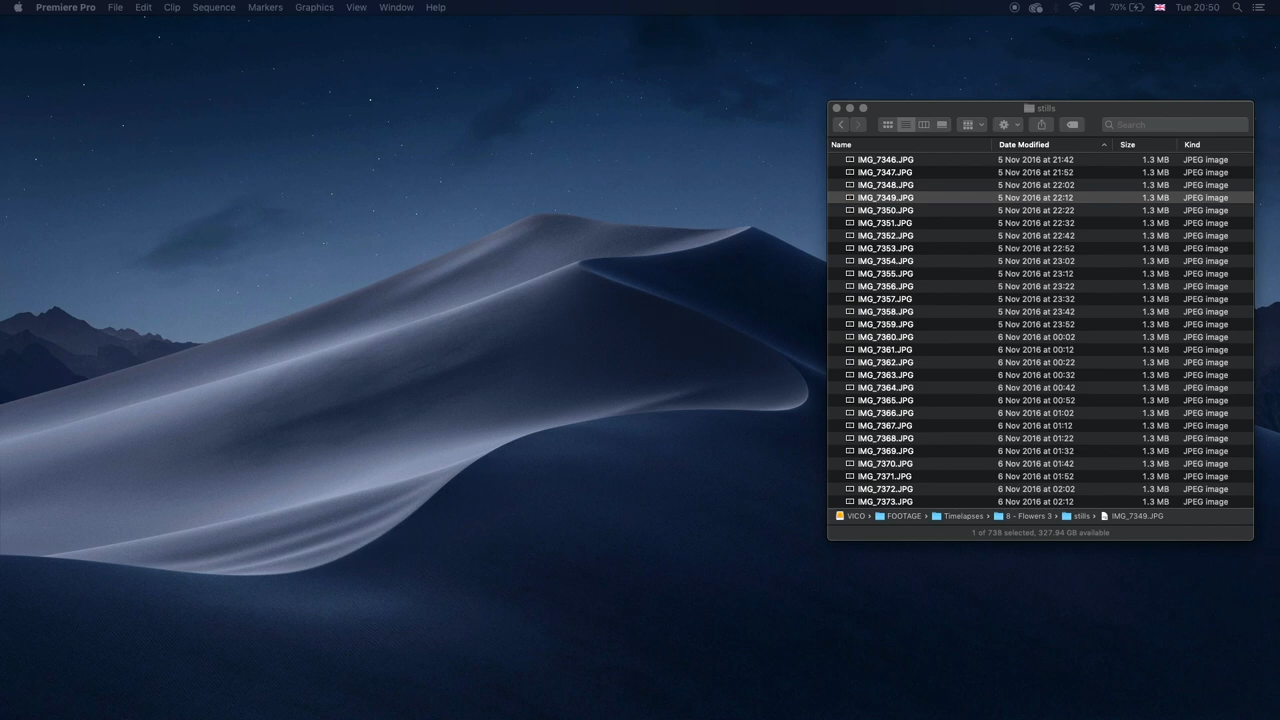 Premiere Pro File Edit Clip Sequence Markers Graphics View Window Help 70% Tue 20:50
stills
Search
Name Date Modified Size Kind
IMG_7346.JPG 5 Nov 2016 at 21:42 1.3 MB JPEG image
IMG_7347.JPG 5 Nov 2016 at 21:52 1.3 MB JPEG image
IMG_7348.JPG 5 Nov 2016 at 22:02 1.3 MB JPEG image
IMG_7349.JPG 5 Nov 2016 at 22:12 1.3 MB JPEG image
IMG_7350.JPG 5 Nov 2016 at 22:22 1.3 MB JPEG image
IMG_7351.JPG 5 Nov 2016 at 22:32 1.3 MB JPEG image
IMG_7352.JPG 5 Nov 2016 at 22:42 1.3 MB JPEG image
IMG_7353.JPG 5 Nov 2016 at 22:52 1.3 MB JPEG image
IMG_7354.JPG 5 Nov 2016 at 23:02 1.3 MB JPEG image
IMG_7355.JPG 5 Nov 2016 at 23:12 1.3 MB JPEG image
IMG_7356.JPG 5 Nov 2016 at 23:22 1.3 MB JPEG image
IMG_7357.JPG 5 Nov 2016 at 23:32 1.3 MB JPEG image
IMG_7358.JPG 5 Nov 2016 at 23:42 1.3 MB JPEG image
IMG_7359.JPG 5 Nov 2016 at 23:52 1.3 MB JPEG image
IMG_7360.JPG 6 Nov 2016 at 00:02 1.3 MB JPEG image
IMG_7361.JPG 6 Nov 2016 at 00:12 1.3 MB JPEG image
IMG_7362.JPG 6 Nov 2016 at 00:22 1.3 MB JPEG image
IMG_7363.JPG 6 Nov 2016 at 00:32 1.3 MB JPEG image
IMG_7364.JPG 6 Nov 2016 at 00:42 1.3 MB JPEG image
IMG_7365.JPG 6 Nov 2016 at 00:52 1.3 MB JPEG image
IMG_7366.JPG 6 Nov 2016 at 01:02 1.3 MB JPEG image
IMG_7367.JPG 6 Nov 2016 at 01:12 1.3 MB JPEG image
IMG_7368.JPG 6 Nov 2016 at 01:22 1.3 MB JPEG image
IMG_7369.JPG 6 Nov 2016 at 01:32 1.3 MB JPEG image
IMG_7370.JPG 6 Nov 2016 at 01:42 1.3 MB JPEG image
IMG_7371.JPG 6 Nov 2016 at 01:52 1.3 MB JPEG image
IMG_7372.JPG 6 Nov 2016 at 02:02 1.3 MB JPEG image
IMG_7373.JPG 6 Nov 2016 at 02:12 1.3 MB JPEG image
VICO › FOOTAGE › Timelapses › 8 - Flowers 3 › stills › IMG_7349.JPG
1 of 738 selected, 327.94 GB available